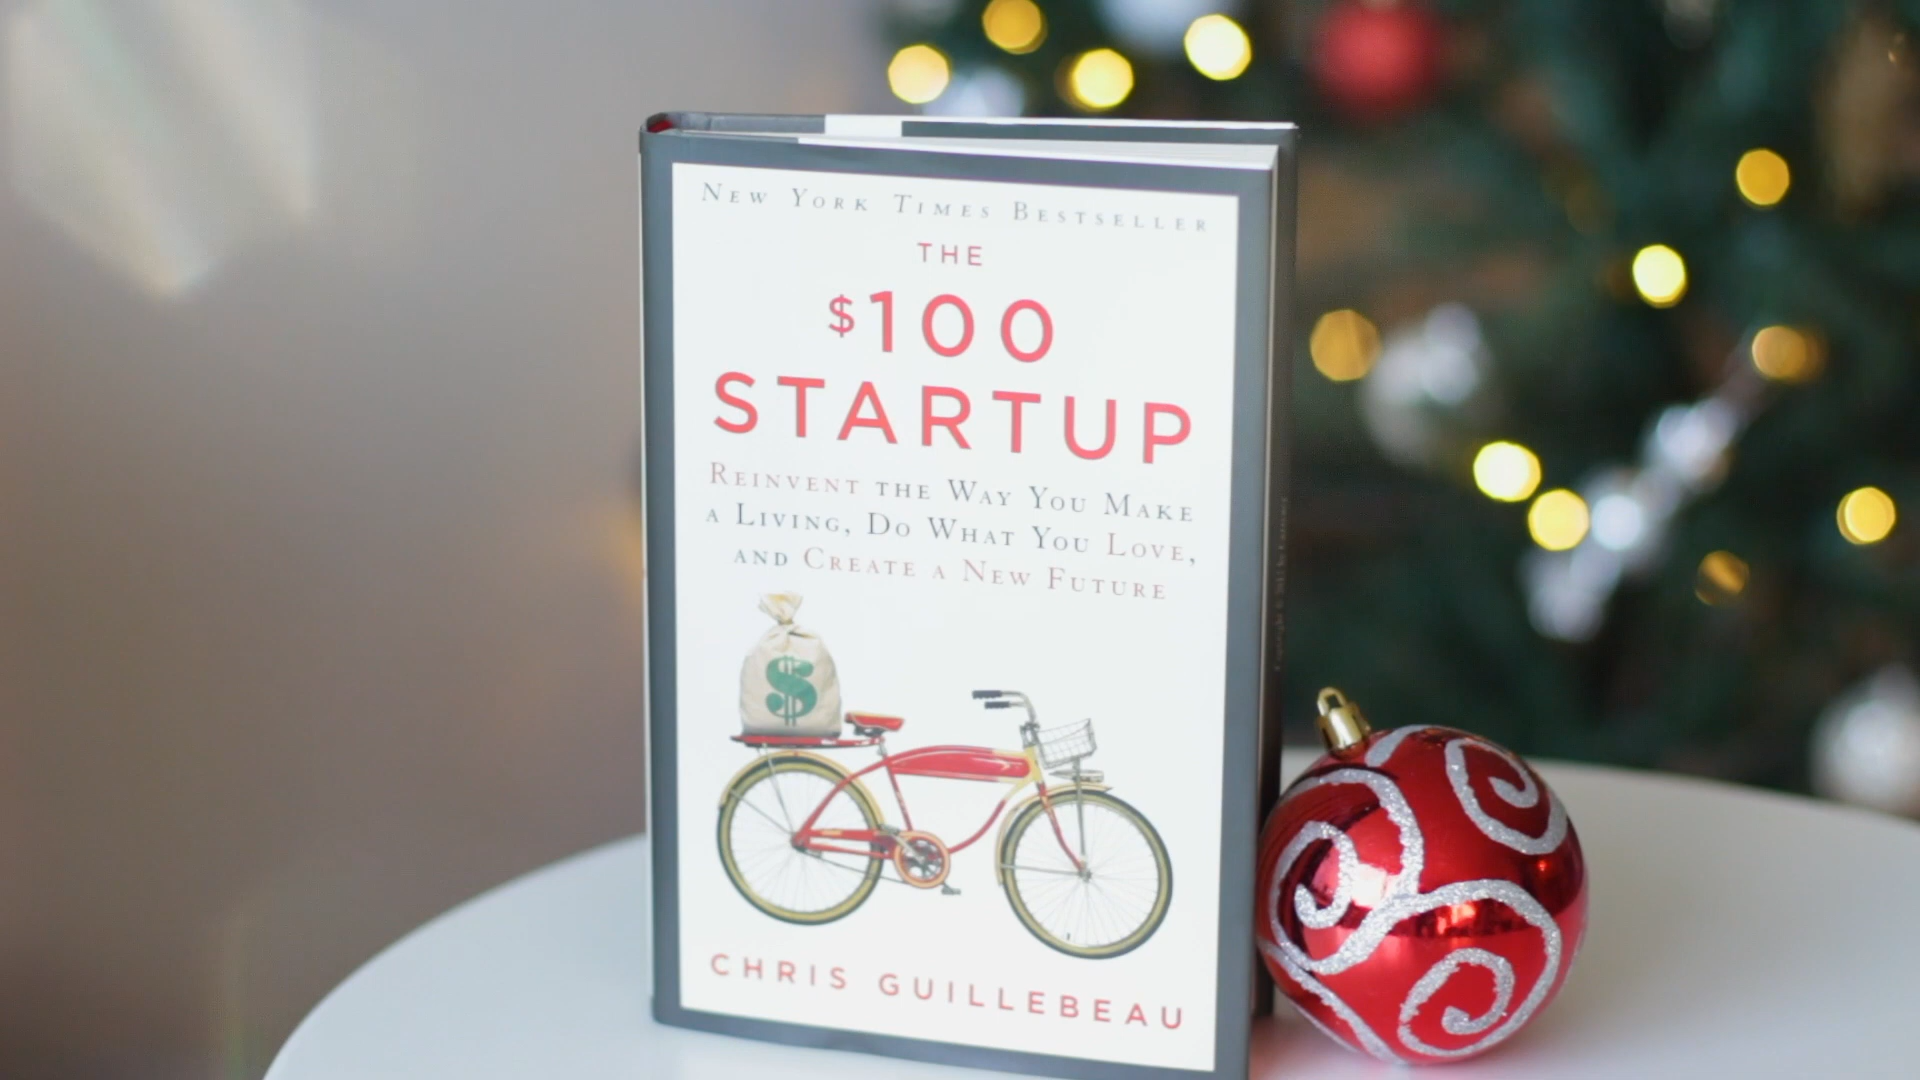 NEW YORK TIMES BESTSELLER
THE
$100
STARTUP
REINVENT THE WAY YOU MAKE
A LIVING, DO WHAT YOU LOVE,
AND CREATE A NEW FUTURE
$
CHRIS GUILLEBEAU